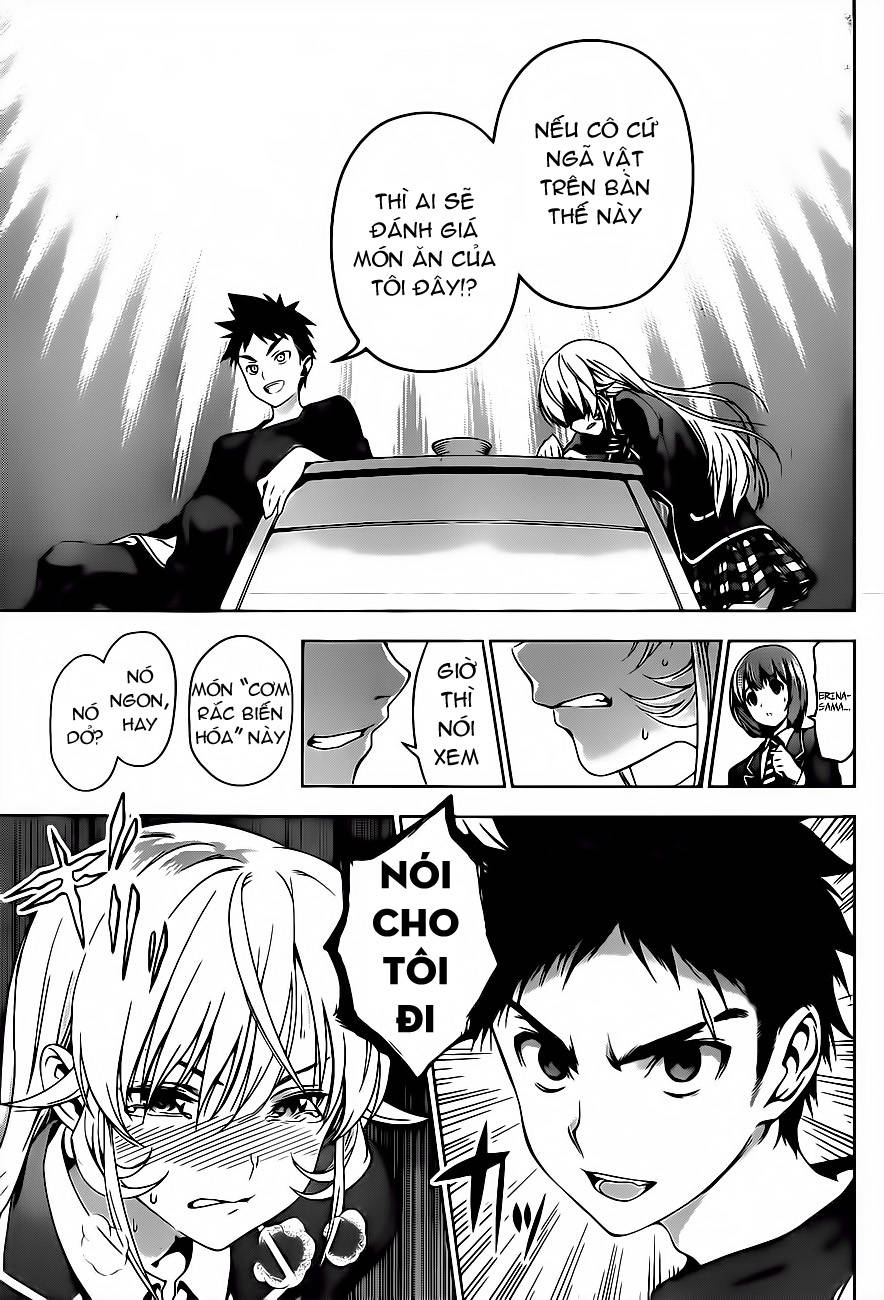 NẾU CÔ CỨ
NGÃ VẬT
TRÊN BÀN
THẾ NÀY
THÌ AI SẼ
ĐÁNH GIÁ
MÓN ĂN CỦA
TÔI ĐÂY!?
ERINA-
SAMA...
GIỜ
THÌ
NÓI
XEM
MÓN “CƠM
RẮC BIẾN
HÓA” NÀY
NÓ
NGON,
HAY
NÓ
DỞ?
NÓI
CHO
TÔI
ĐI